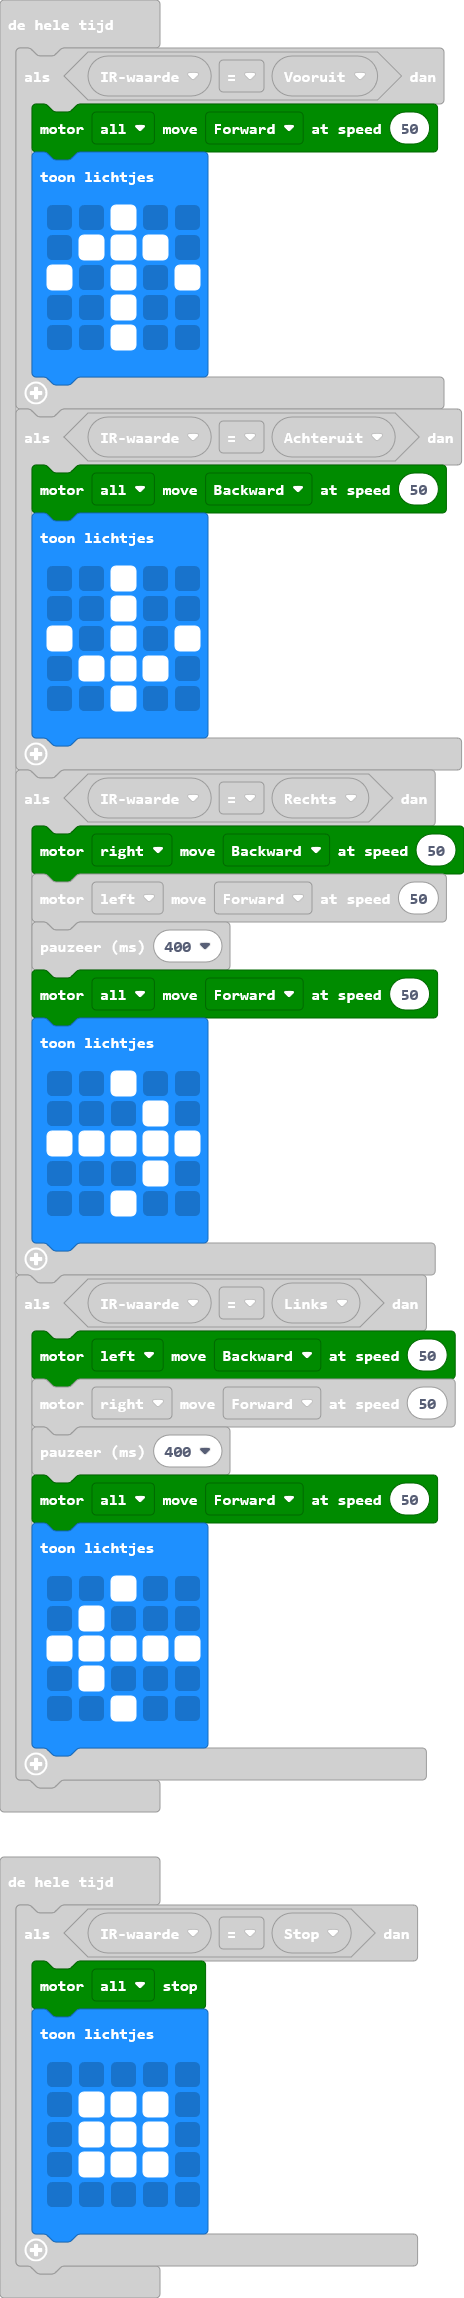 de hele tijd
als IR-waarde = Vooruit dan
motor all move Forward at speed 50
toon lichtjes
als IR-waarde = Achteruit dan
motor all move Backward at speed 50
toon lichtjes
als IR-waarde = Rechts dan
motor right move Backward at speed 50
motor left move Forward at speed 50
pauzeer (ms) 400
motor all move Forward at speed 50
toon lichtjes
als IR-waarde = Links dan
motor left move Backward at speed 50
motor right move Forward at speed 50
pauzeer (ms) 400
motor all move Forward at speed 50
toon lichtjes
de hele tijd
als IR-waarde = Stop dan
motor all stop
toon lichtjes